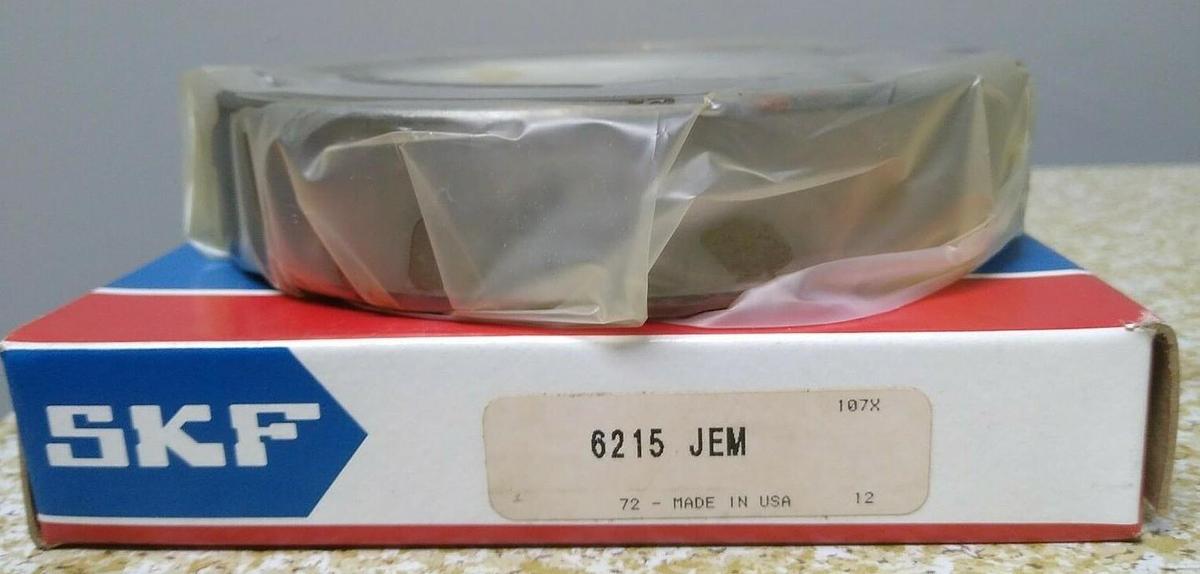 SKF
107X
6215 JEM
72 - MADE IN USA 12